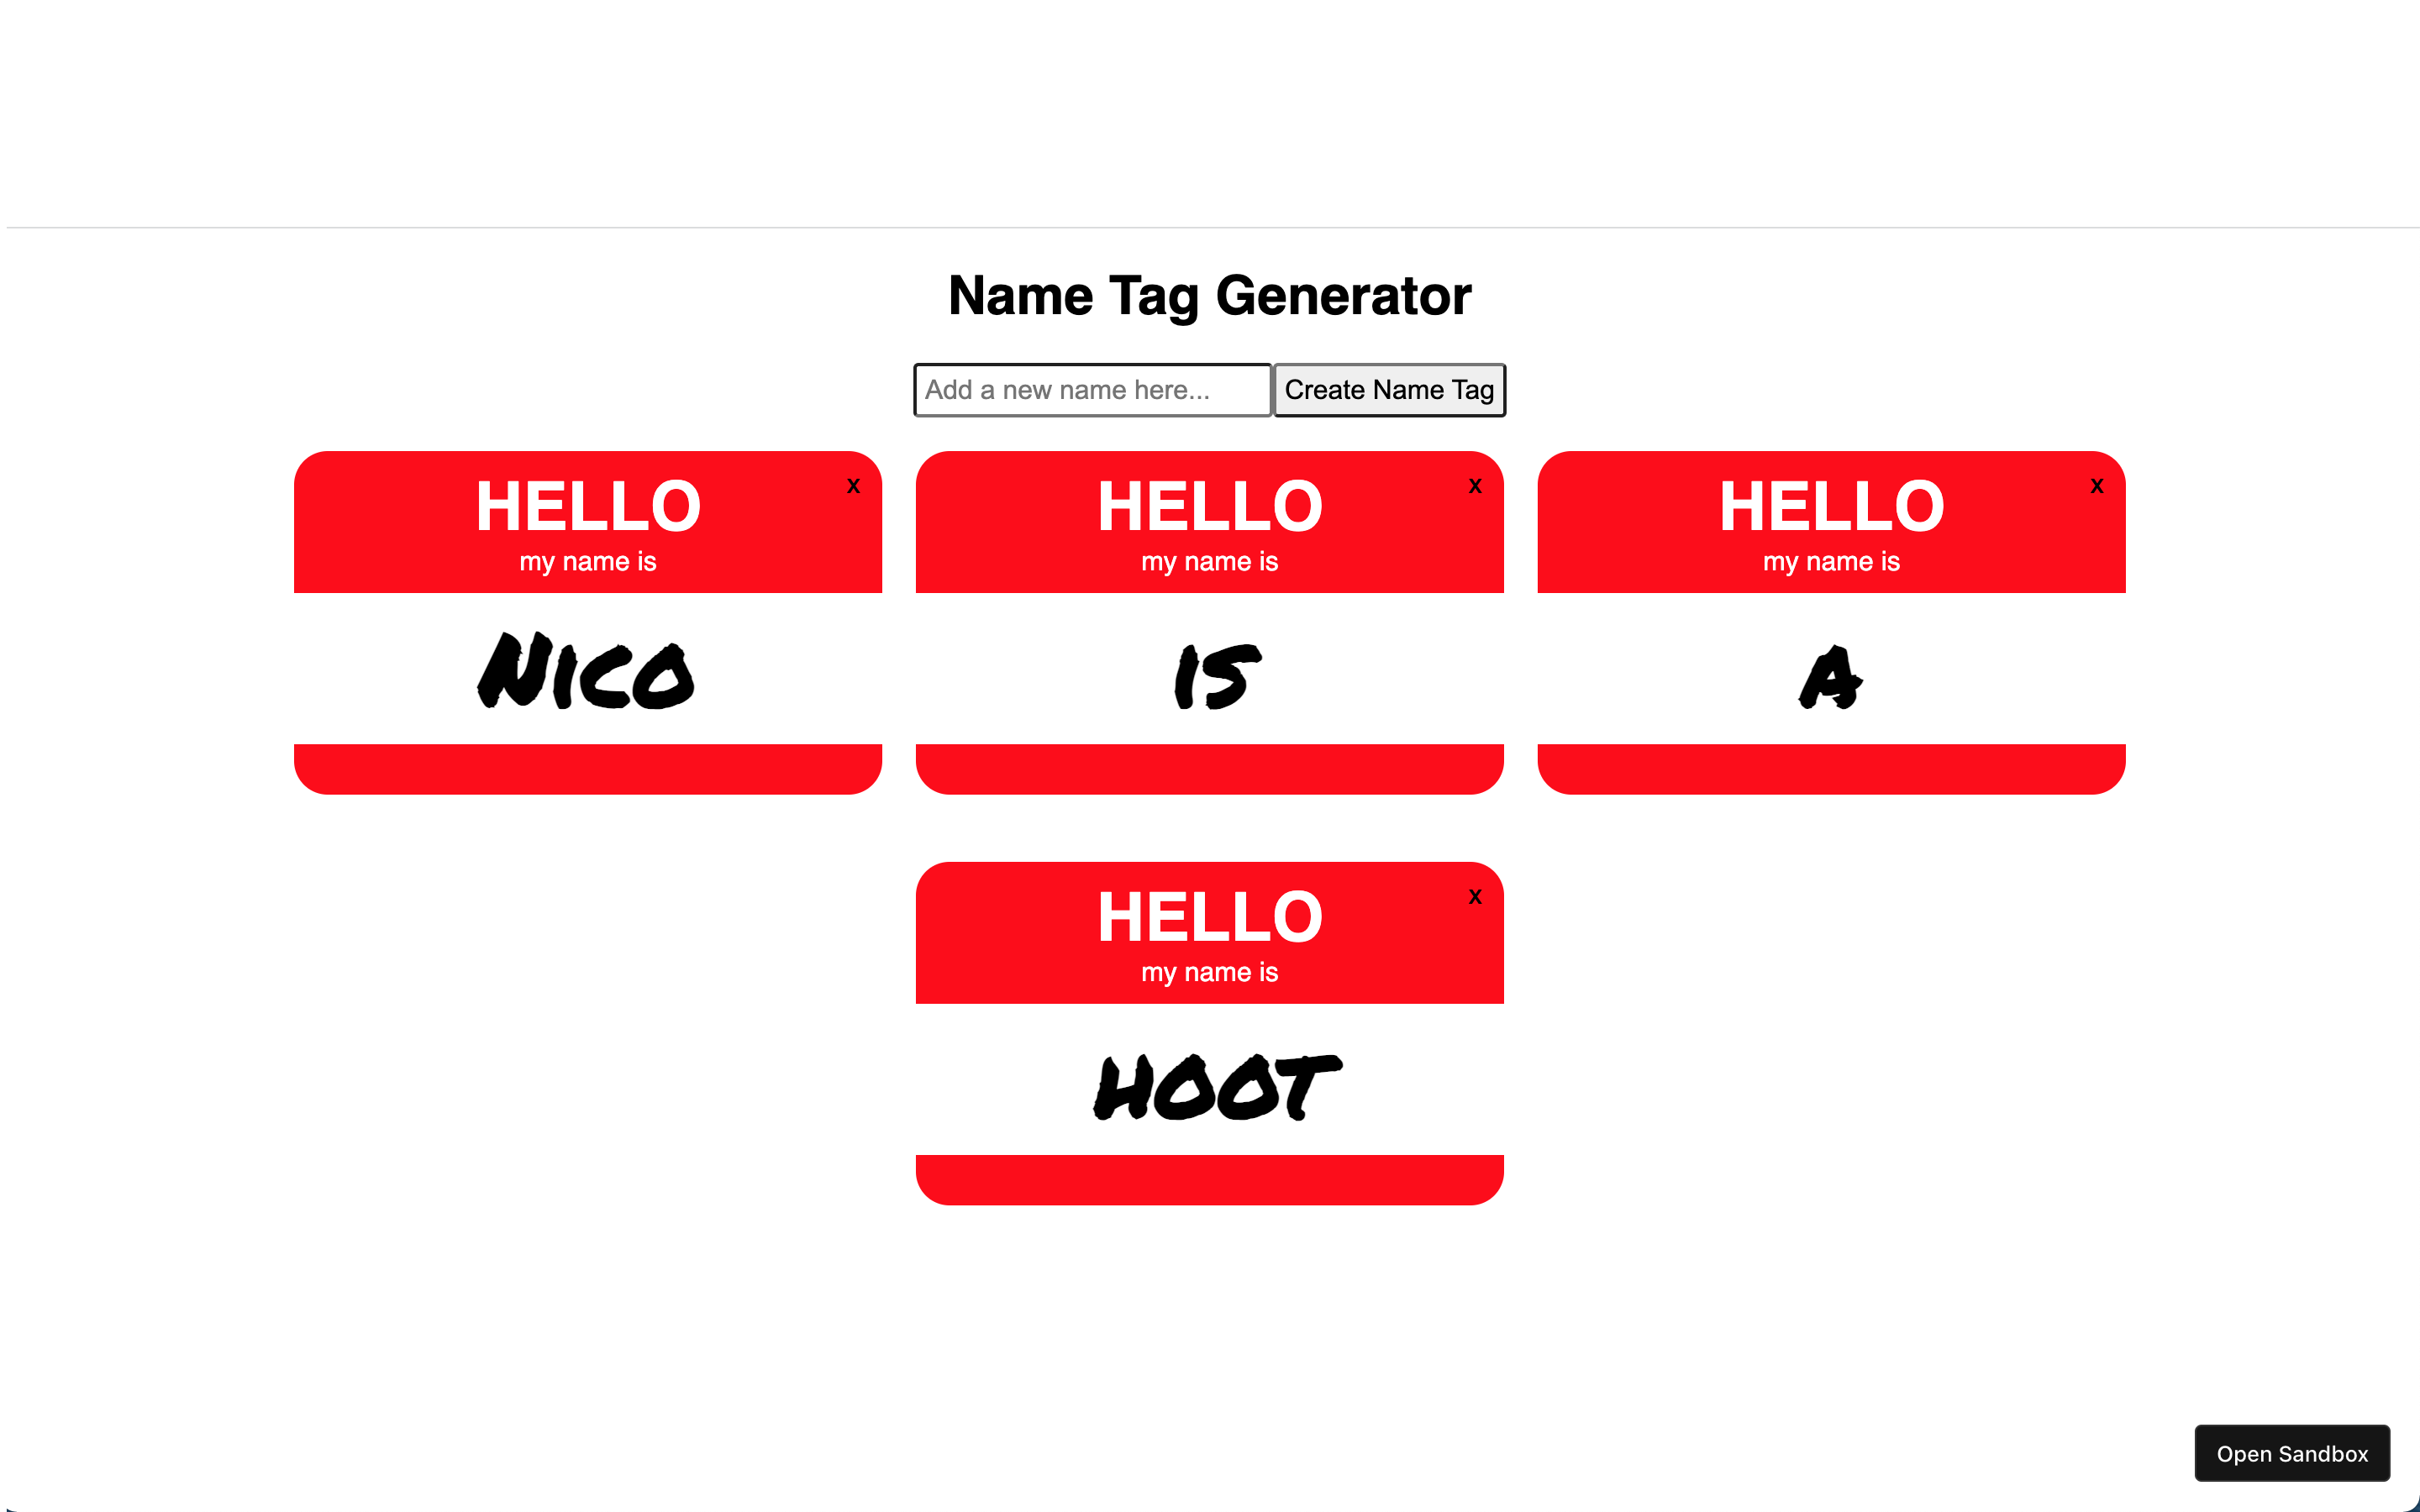 Name Tag Generator
Add a new name here...
Create Name Tag
HELLO
x
my name is
Nico
HELLO
x
my name is
is
HELLO
x
my name is
a
HELLO
x
my name is
hoot
Open Sandbox